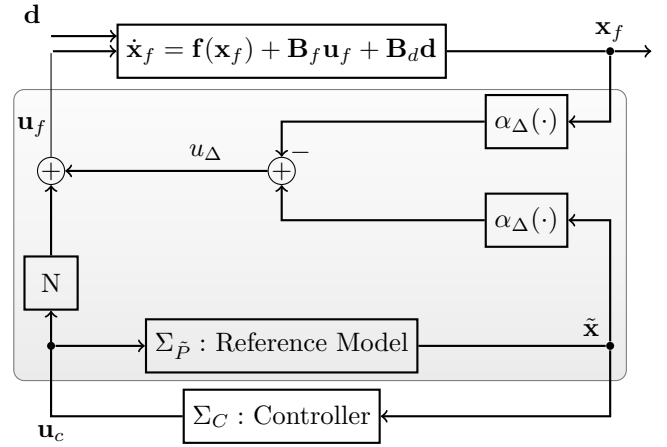 d
ẋ_f = f(x_f) + B_f u_f + B_d d
x_f
u_f
α_Δ(·)
u_Δ
−
+
+
α_Δ(·)
N
Σ_P̃ : Reference Model
x̃
Σ_C : Controller
u_c